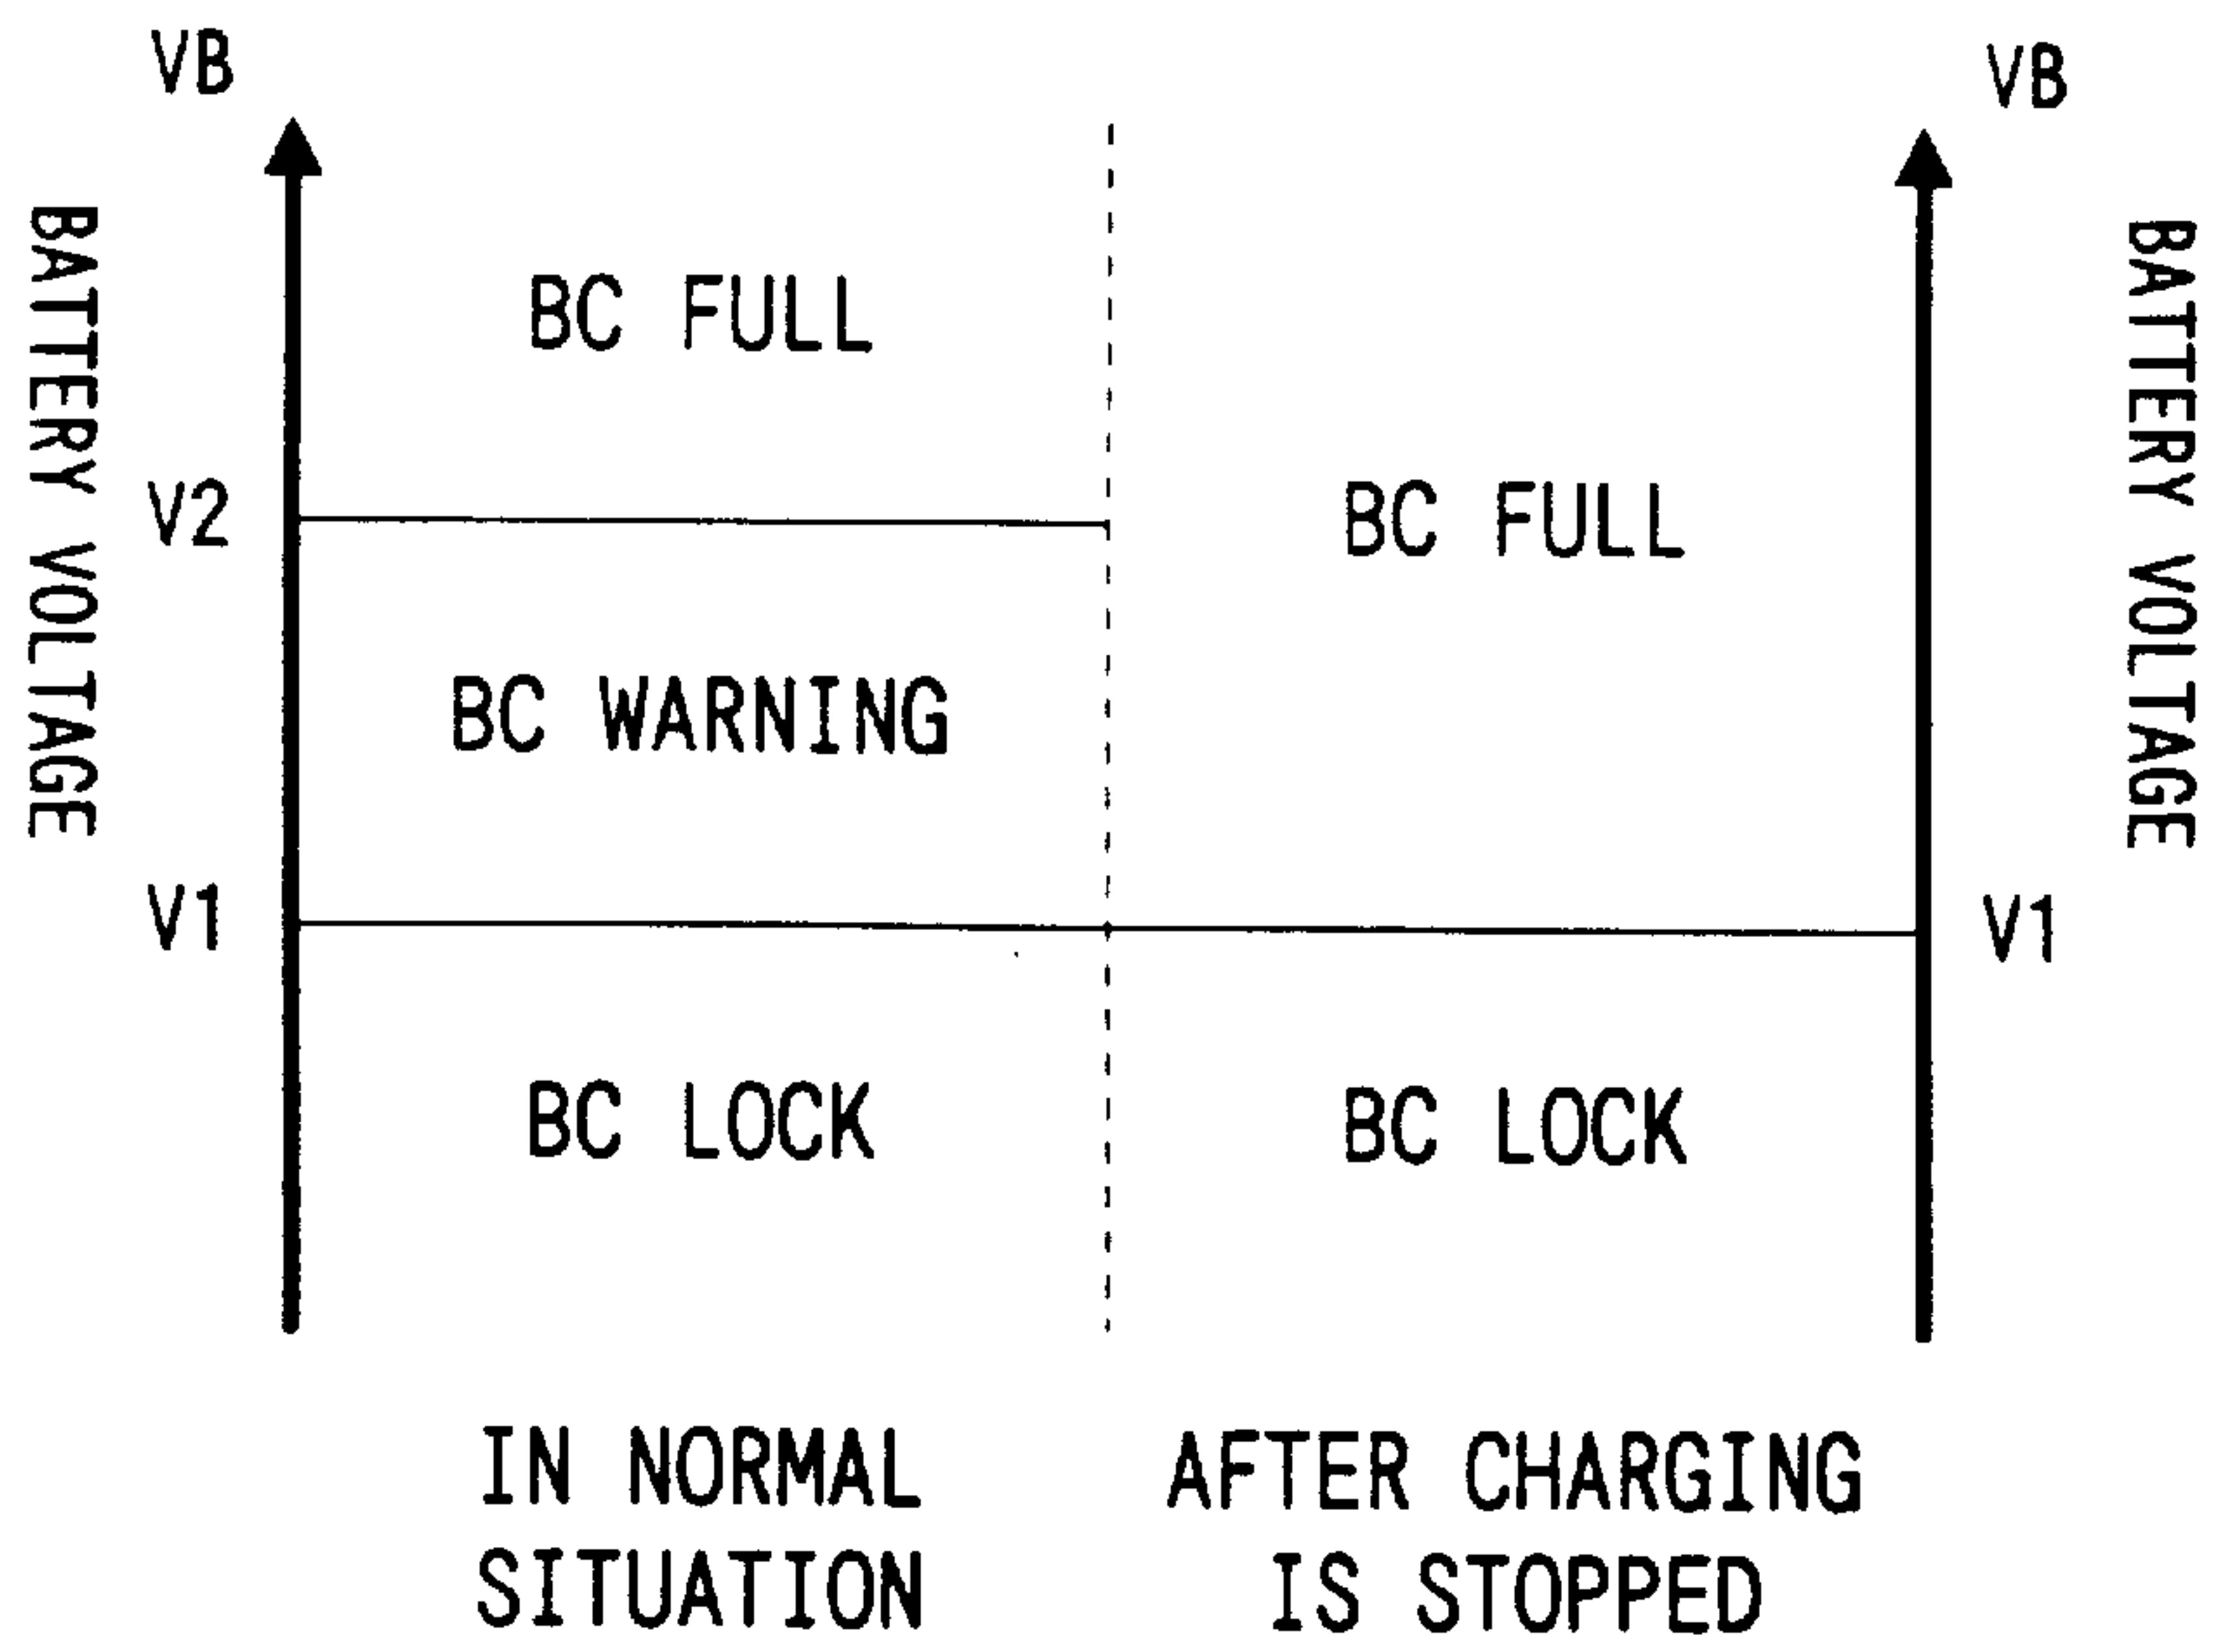 VB
VB
BATTERY VOLTAGE
BATTERY VOLTAGE
BC FULL
V2
BC FULL
BC WARNING
V1
V1
BC LOCK
BC LOCK
IN NORMAL
SITUATION
AFTER CHARGING
IS STOPPED